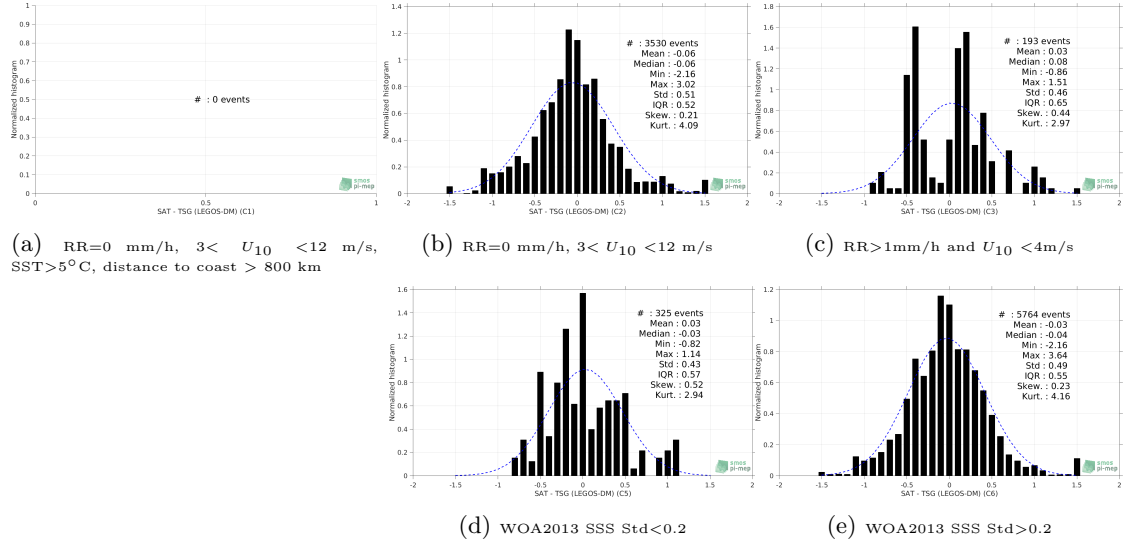 1
0.9
0.8
0.7
0.6
0.5
0.4
0.3
0.2
0.1
0
Normalized histogram
# : 0 events
smos
pi-mep
0 0.5 1
SAT - TSG (LEGOS-DM) (C1)
(a) RR=0 mm/h, 3< U10 <12 m/s,
SST>5°C, distance to coast > 800 km
1.4
1.2
1
0.8
0.6
0.4
0.2
0
Normalized histogram
# : 3530 events
Mean : -0.06
Median : -0.06
Min : -2.16
Max : 3.02
Std : 0.51
IQR : 0.52
Skew. : 0.21
Kurt. : 4.09
smos
pi-mep
-2 -1.5 -1 -0.5 0 0.5 1 1.5 2
SAT - TSG (LEGOS-DM) (C2)
(b) RR=0 mm/h, 3< U10 <12 m/s
1.8
1.6
1.4
1.2
1
0.8
0.6
0.4
0.2
0
Normalized histogram
# : 193 events
Mean : 0.03
Median : 0.08
Min : -0.86
Max : 1.51
Std : 0.46
IQR : 0.65
Skew. : 0.44
Kurt. : 2.97
smos
pi-mep
-2 -1.5 -1 -0.5 0 0.5 1 1.5 2
SAT - TSG (LEGOS-DM) (C3)
(c) RR>1mm/h and U10 <4m/s
1.6
1.4
1.2
1
0.8
0.6
0.4
0.2
0
Normalized histogram
# : 325 events
Mean : 0.03
Median : -0.03
Min : -0.82
Max : 1.14
Std : 0.43
IQR : 0.57
Skew. : 0.52
Kurt. : 2.94
smos
pi-mep
-2 -1.5 -1 -0.5 0 0.5 1 1.5 2
SAT - TSG (LEGOS-DM) (C5)
(d) WOA2013 SSS Std<0.2
1.2
1
0.8
0.6
0.4
0.2
0
Normalized histogram
# : 5764 events
Mean : -0.03
Median : -0.04
Min : -2.16
Max : 3.64
Std : 0.49
IQR : 0.55
Skew. : 0.23
Kurt. : 4.16
smos
pi-mep
-2 -1.5 -1 -0.5 0 0.5 1 1.5 2
SAT - TSG (LEGOS-DM) (C6)
(e) WOA2013 SSS Std>0.2